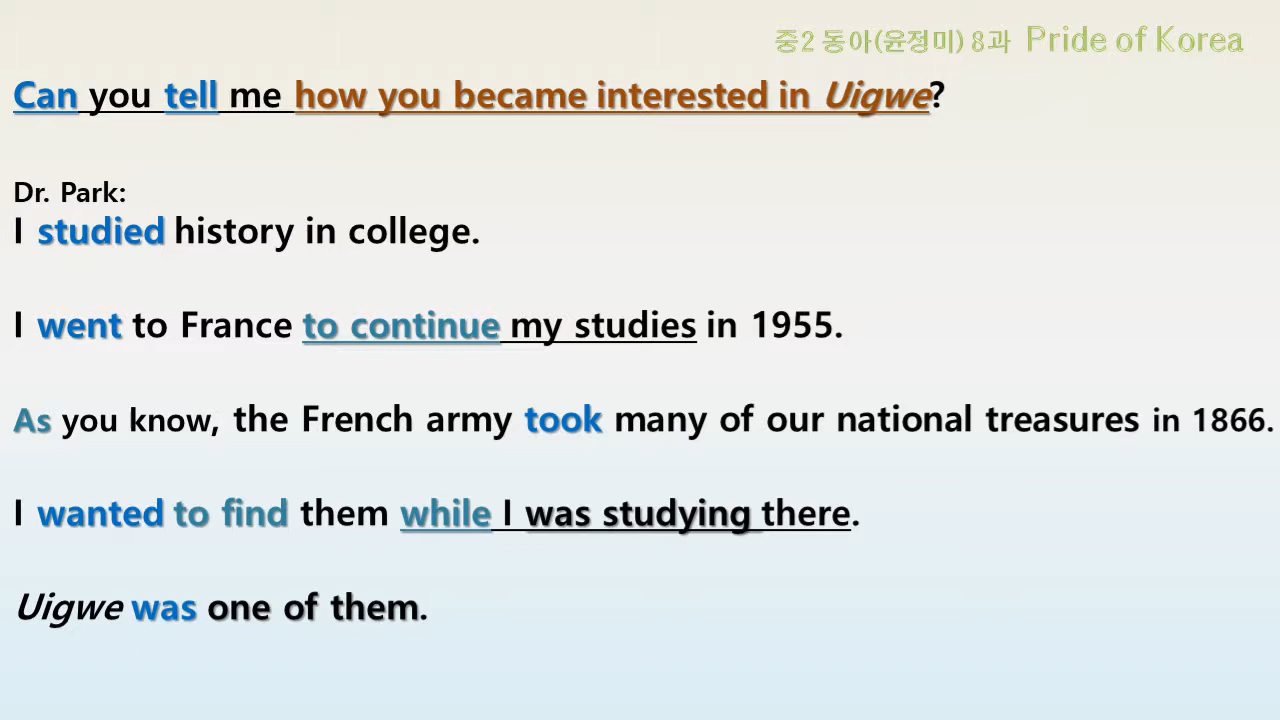 중2 동아(윤정미) 8과 Pride of Korea
Can you tell me how you became interested in Uigwe?
Dr. Park:
I studied history in college.
I went to France to continue my studies in 1955.
As you know, the French army took many of our national treasures in 1866.
I wanted to find them while I was studying there.
Uigwe was one of them.